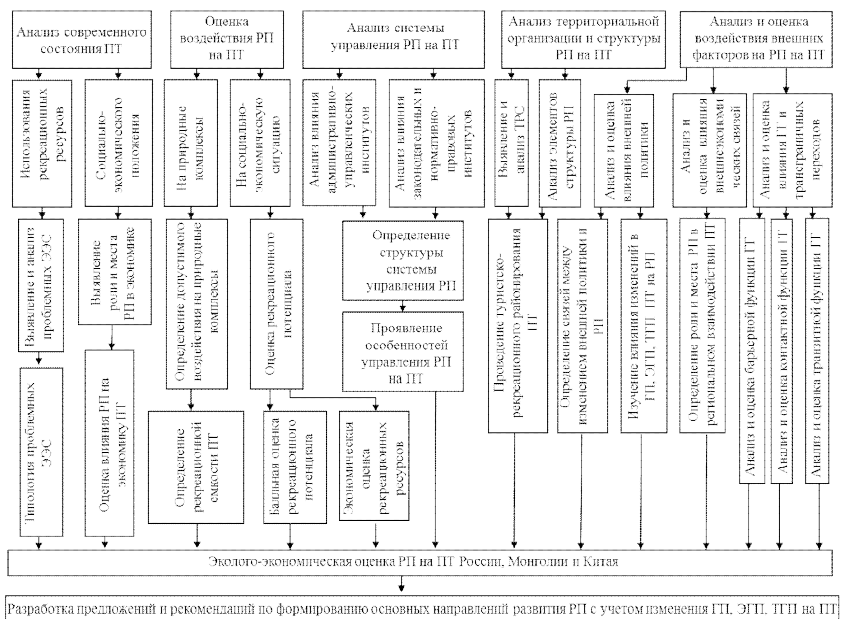 Анализ современного
состояния ПТ
Оценка
воздействия РП
на ПТ
Анализ системы
управления РП на ПТ
Анализ территориальной
организации и структуры
РП на ПТ
Анализ и оценка
воздействия внешних
факторов на РП на ПТ
Использования
рекреационных
ресурсов
Социально-
экономического
положения
На природные
комплексы
На социально-
экономическую
ситуацию
Анализ влияния
административно-
управленческих
институтов
Анализ влияния
законодательных и
нормативно-
правовых
институтов
Выявление и
анализ ТРС
Анализ элементов
структуры РП
Анализ и оценка
влияния внешней
политики
Анализ и
оценка влияния
внешнеэкономи
ческих связей
Анализ и оценка
влияния ГТ и
трансграничных
переходов
Выявление и анализ
проблемных ЭЭС
Выявление
роли и места
РП в экономике
Определение допустимого
воздействия на природные
комплексы
Оценка рекреационного
потенциала
Определение
структуры
системы
управления РП
Проявление
особенностей
управления РП
на ПТ
Проведение туристско-
рекреационного районирования
ПТ
Определение связей между
изменением внешней политики и
РП
Изучение влияния изменений в
ГП, ЭГП, ТГП ПТ на РП
Определение роли и места РП в
региональном взаимодействии ПТ
Анализ и оценка барьерной функции ГТ
Анализ и оценка контактной функции ГТ
Анализ и оценка транзитной функции ГТ
Типология проблемных
ЭЭС
Оценка влияния РП на
экономику ПТ
Определение
рекреационной
емкости ПТ
Балльная оценка
рекреационного
потенциала
Экономическая
оценка
рекреационных
ресурсов
Эколого-экономическая оценка РП на ПТ России, Монголии и Китая
Разработка предложений и рекомендаций по формированию основных направлений развития РП с учетом изменения ГП, ЭГП, ТГП на ПТ